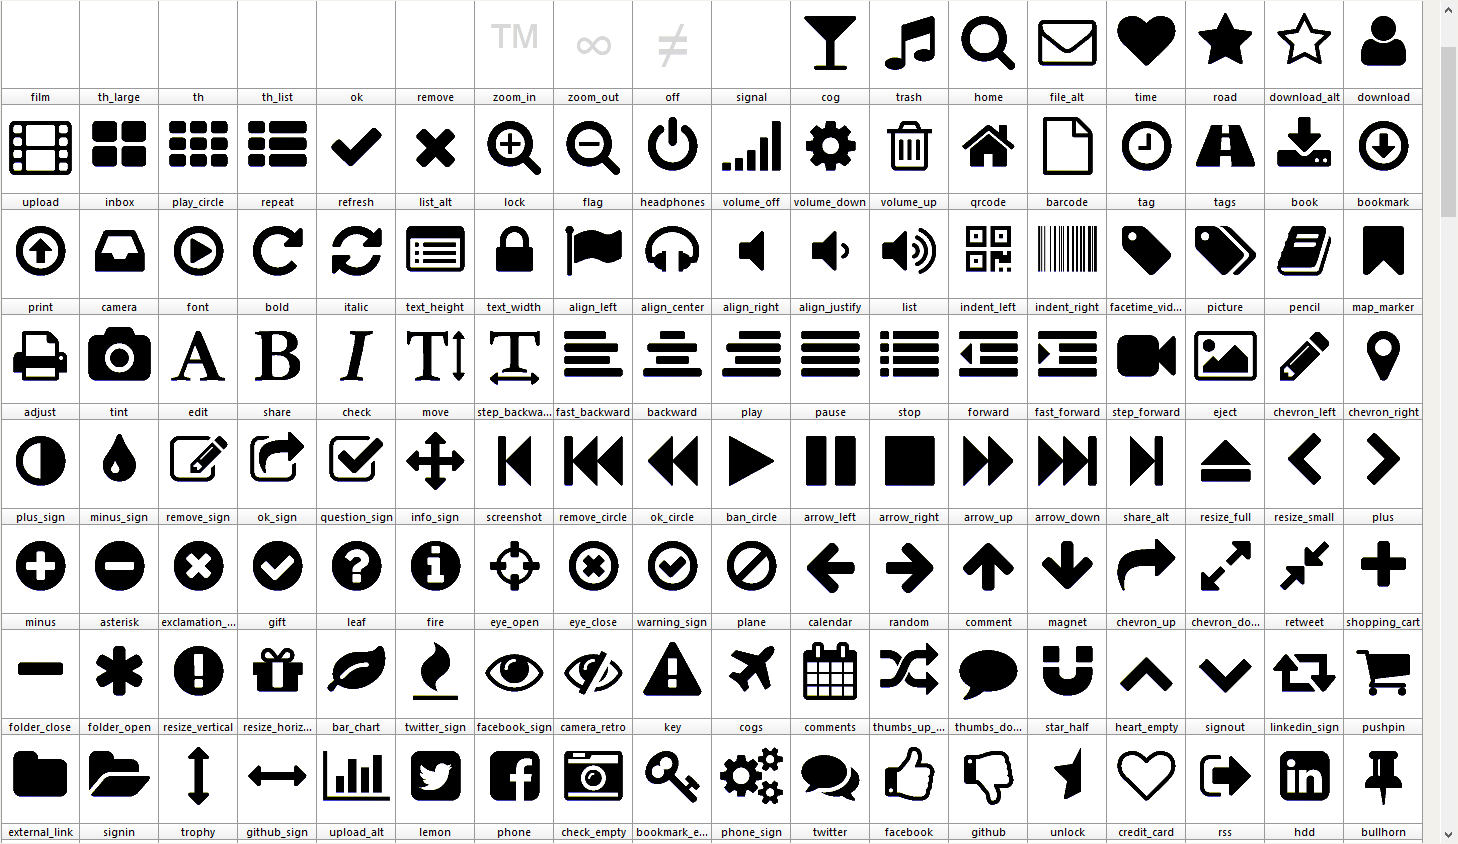 TM ∞ ≠
film th_large th th_list ok remove zoom_in zoom_out off signal cog trash home file_alt time road download_alt download
upload inbox play_circle repeat refresh list_alt lock flag headphones volume_off volume_down volume_up qrcode barcode tag tags book bookmark
print camera font bold italic text_height text_width align_left align_center align_right align_justify list indent_left indent_right facetime_vid... picture pencil map_marker
A B I T T
adjust tint edit share check move step_backwa... fast_backward backward play pause stop forward fast_forward step_forward eject chevron_left chevron_right
plus_sign minus_sign remove_sign ok_sign question_sign info_sign screenshot remove_circle ok_circle ban_circle arrow_left arrow_right arrow_up arrow_down share_alt resize_full resize_small plus
? i
minus asterisk exclamation_... gift leaf fire eye_open eye_close warning_sign plane calendar random comment magnet chevron_up chevron_do... retweet shopping_cart
! !
folder_close folder_open resize_vertical resize_horiz... bar_chart twitter_sign facebook_sign camera_retro key cogs comments thumbs_up_... thumbs_do... star_half heart_empty signout linkedin_sign pushpin
f in
external_link signin trophy github_sign upload_alt lemon phone check_empty bookmark_e... phone_sign twitter facebook github unlock credit_card rss hdd bullhorn